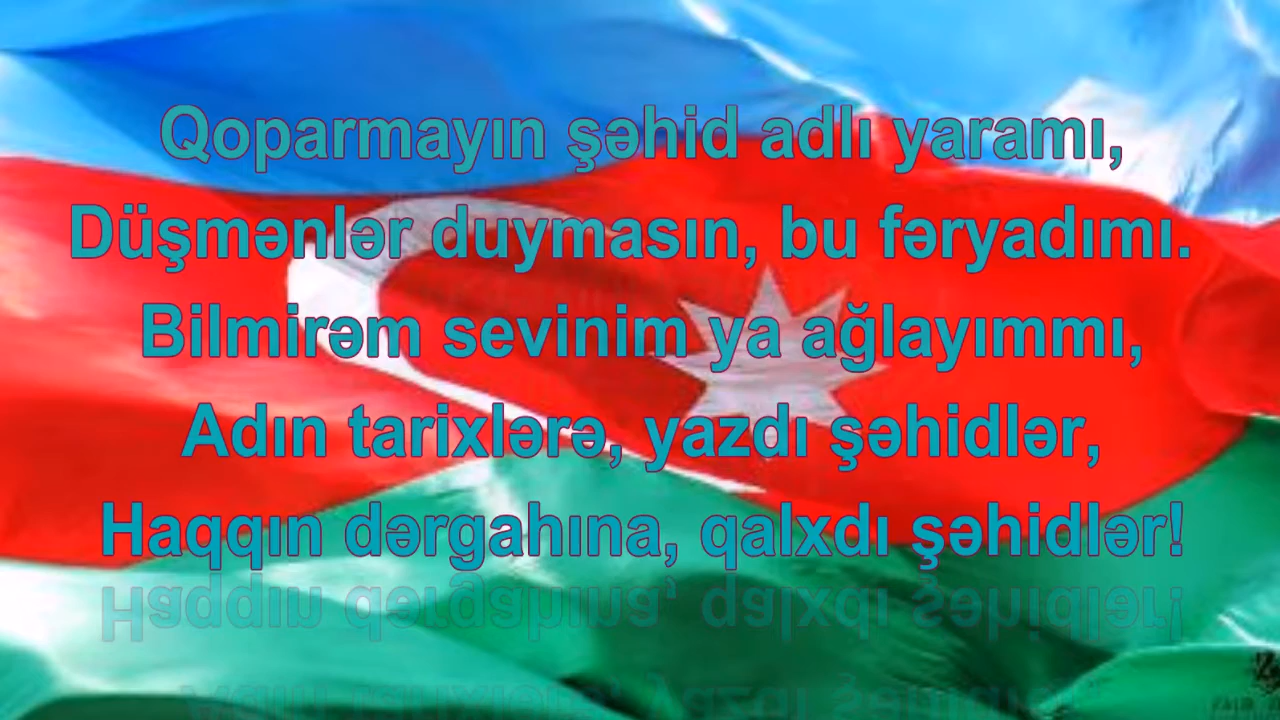 Qoparmayın şəhid adlı yaramı,
Düşmənlər duymasın, bu fəryadımı.
Bilmirəm sevinim ya ağlayımmı,
Adın tarixlərə, yazdı şəhidlər,
Haqqın dərgahına, qalxdı şəhidlər!